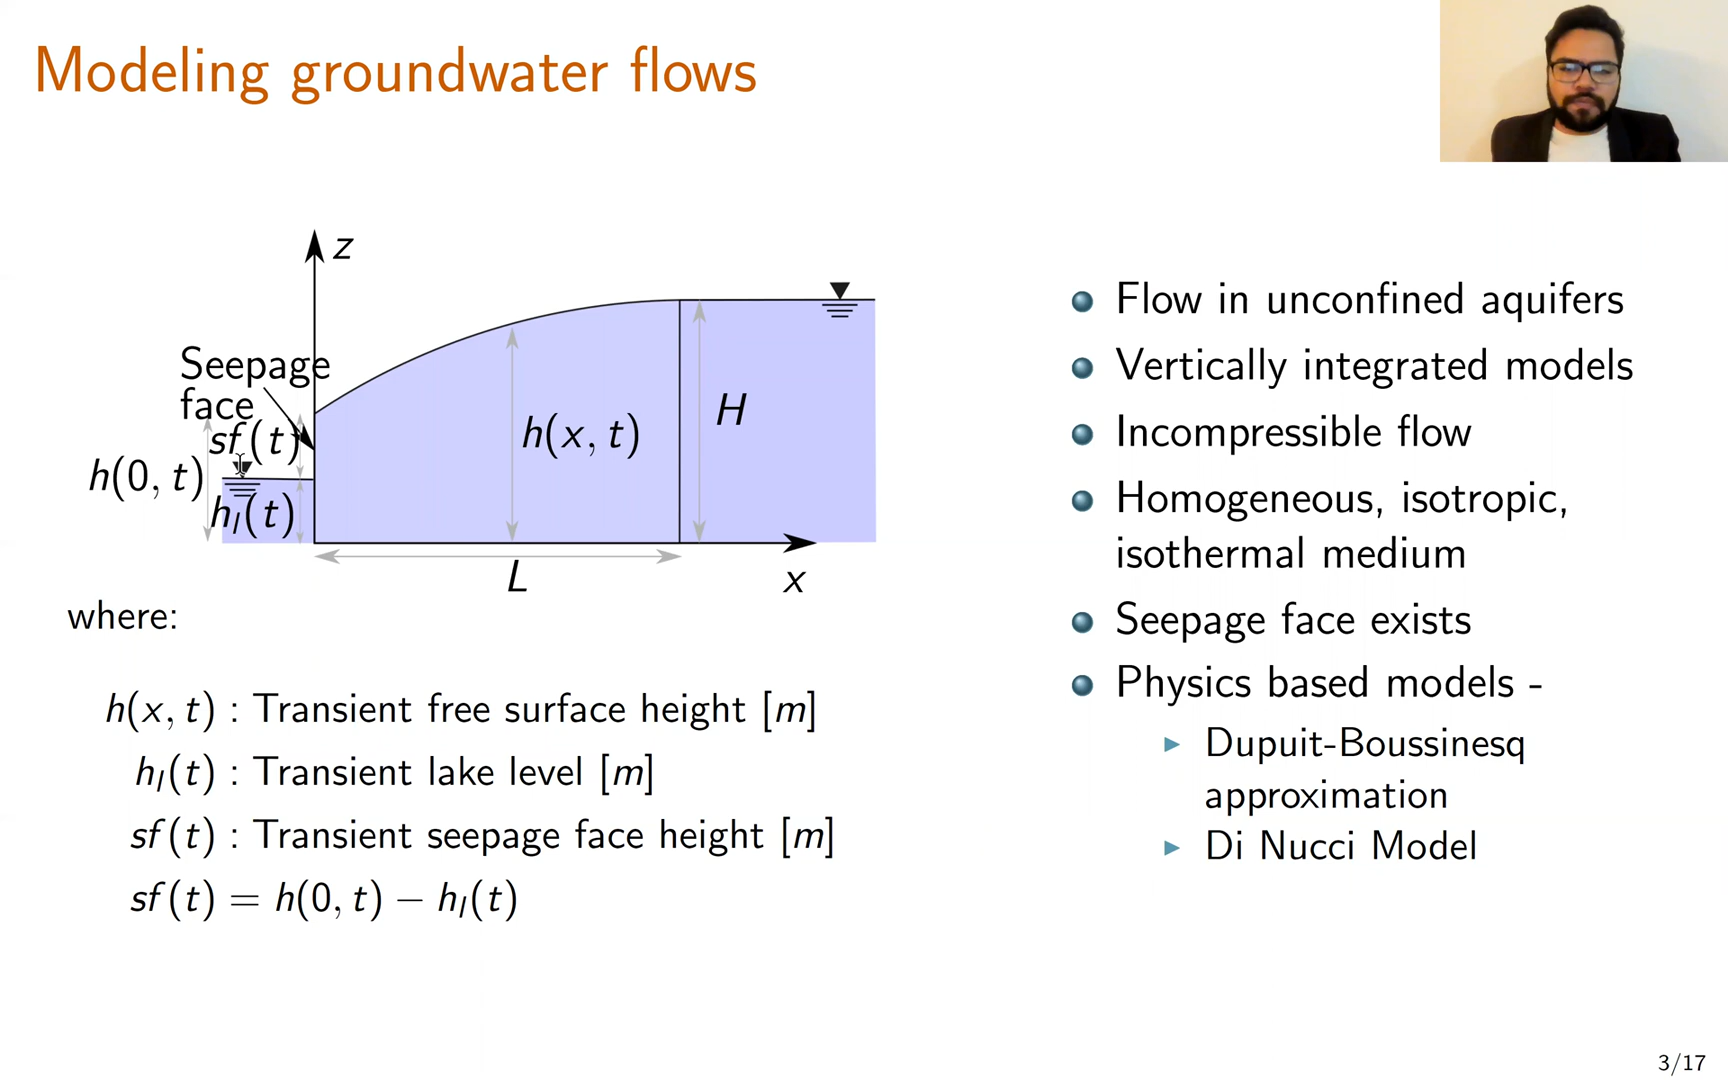 Modeling groundwater flows
z
Seepage
face
sf(t)
h(0, t)
h_l(t)
h(x, t)
H
L
x
where:
h(x, t) : Transient free surface height [m]
h_l(t) : Transient lake level [m]
sf(t) : Transient seepage face height [m]
sf(t) = h(0, t) − h_l(t)
Flow in unconfined aquifers
Vertically integrated models
Incompressible flow
Homogeneous, isotropic,
isothermal medium
Seepage face exists
Physics based models -
Dupuit-Boussinesq
approximation
Di Nucci Model
3/17